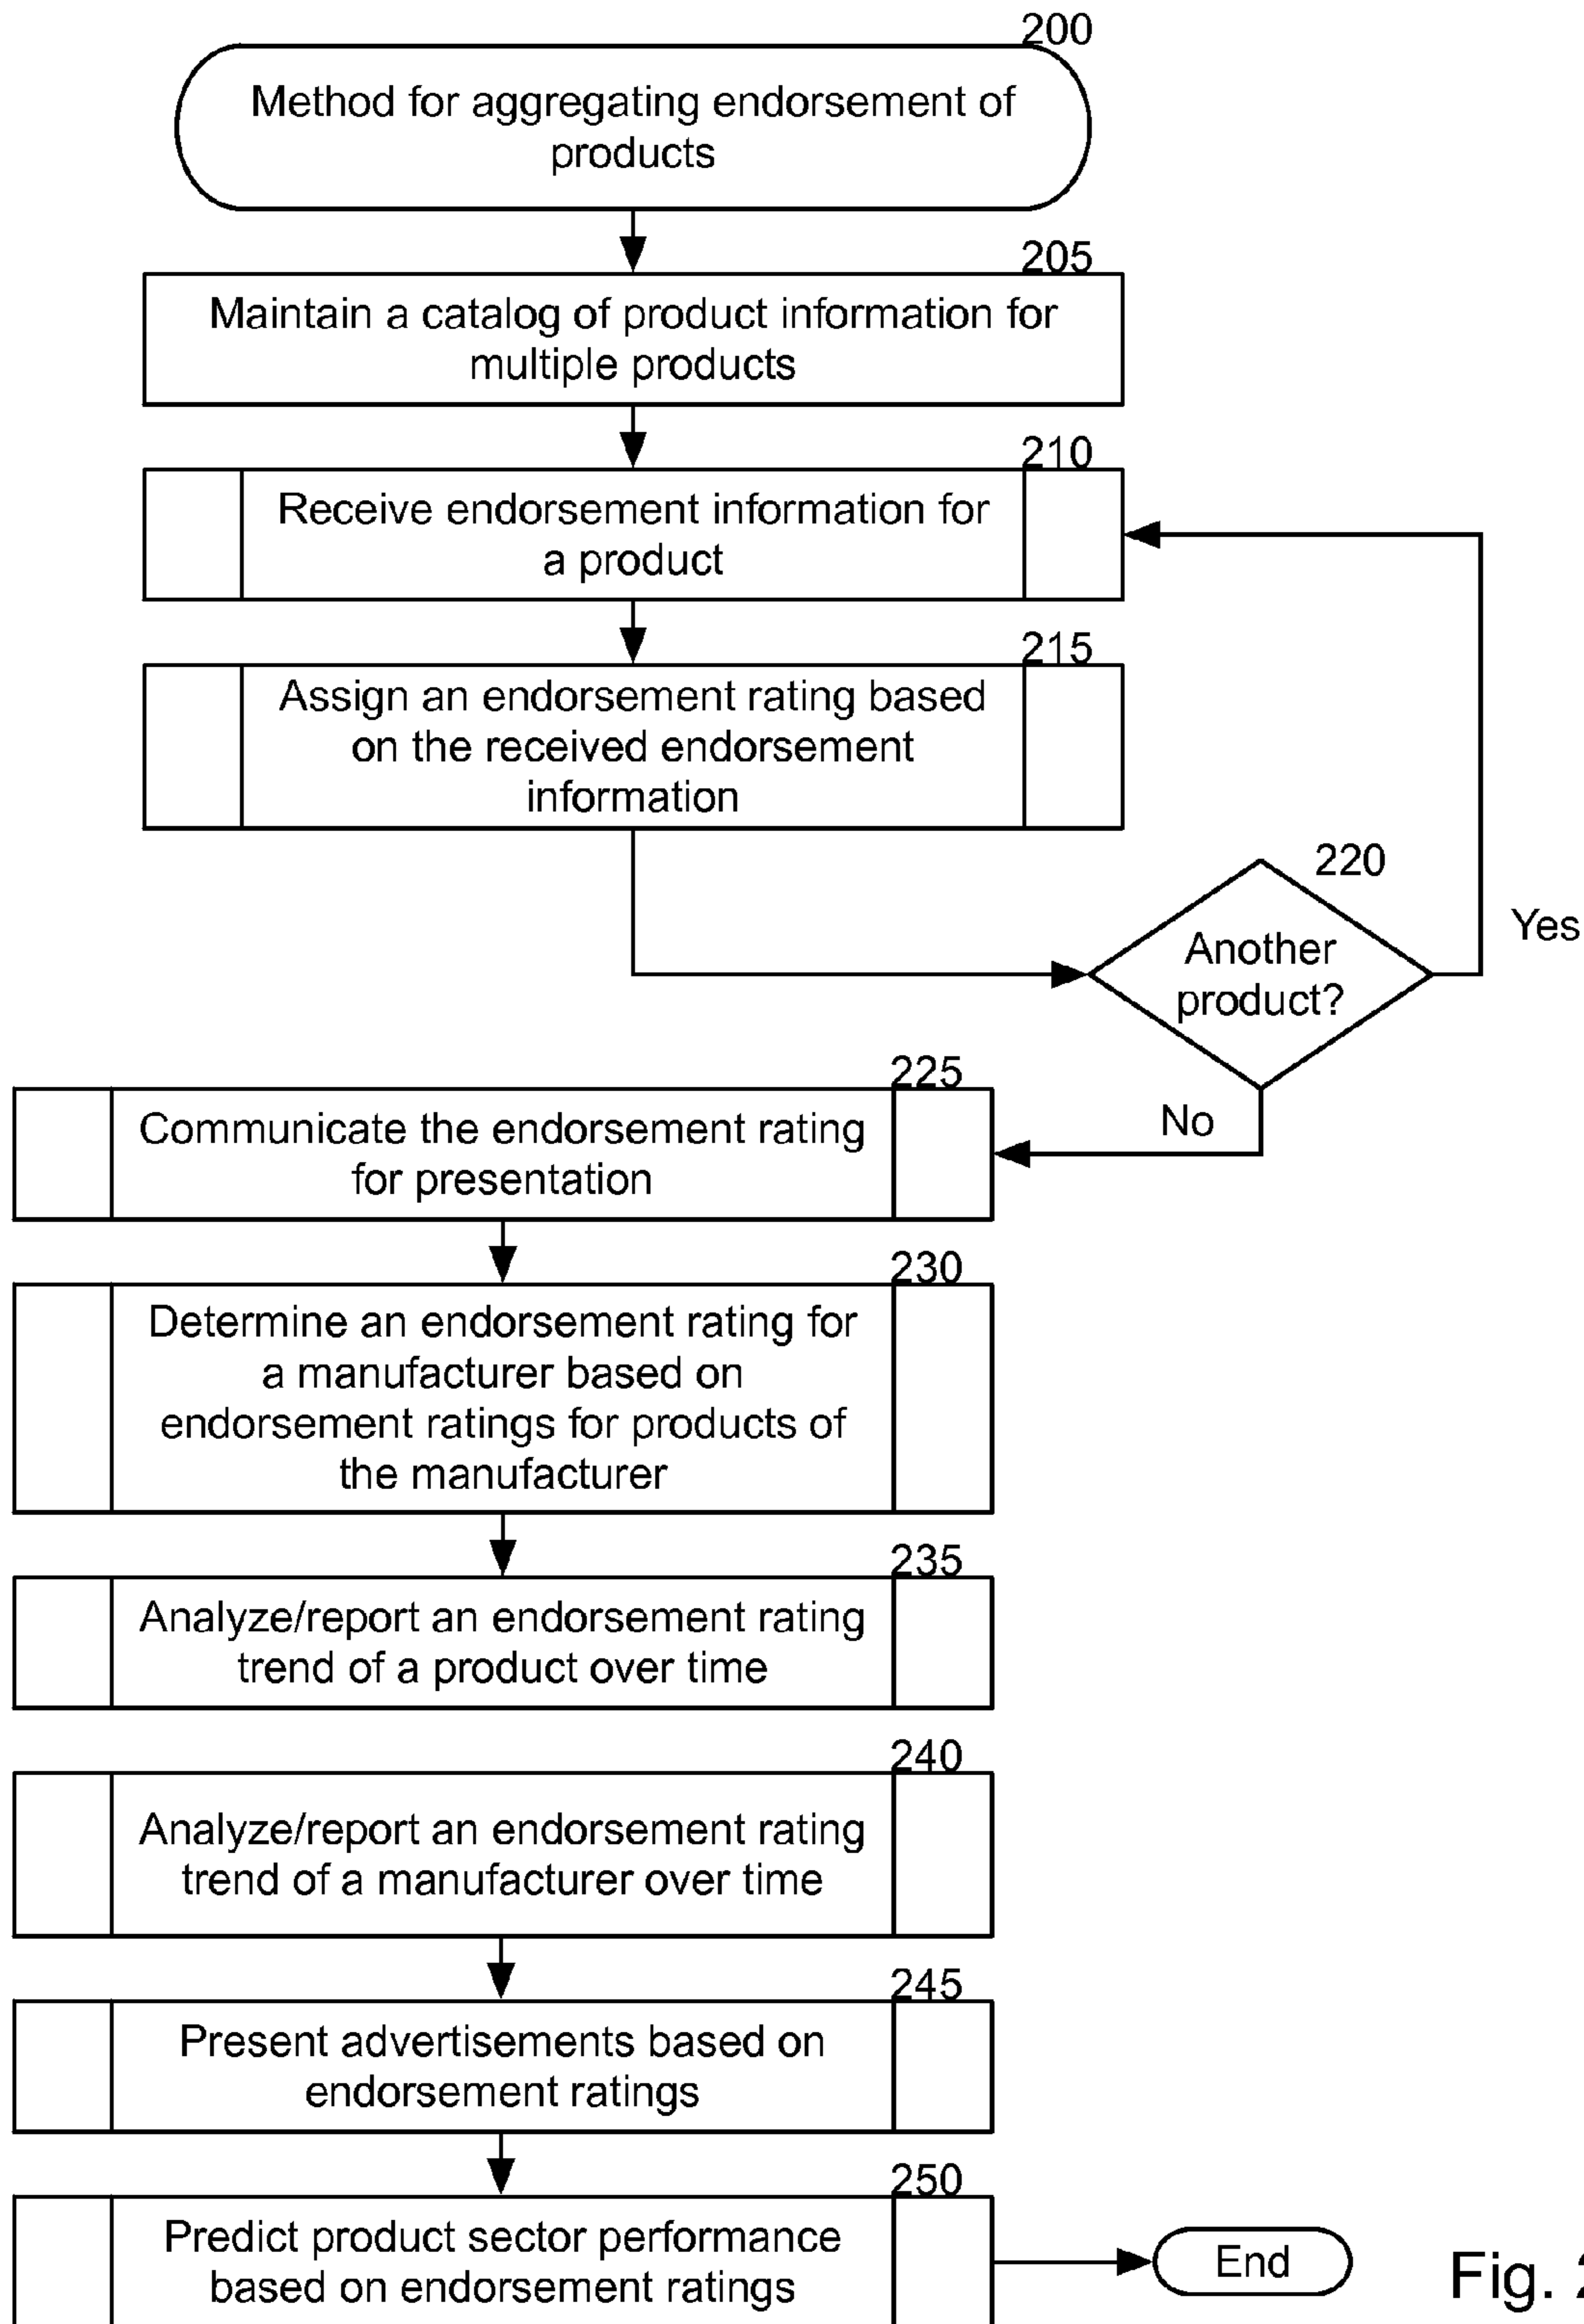 200
Method for aggregating endorsement of
products
205
Maintain a catalog of product information for
multiple products
210
Receive endorsement information for
a product
215
Assign an endorsement rating based
on the received endorsement
information
220
Another
product?
Yes
No
225
Communicate the endorsement rating
for presentation
230
Determine an endorsement rating for
a manufacturer based on
endorsement ratings for products of
the manufacturer
235
Analyze/report an endorsement rating
trend of a product over time
240
Analyze/report an endorsement rating
trend of a manufacturer over time
245
Present advertisements based on
endorsement ratings
250
Predict product sector performance
based on endorsement ratings
End
Fig. 2